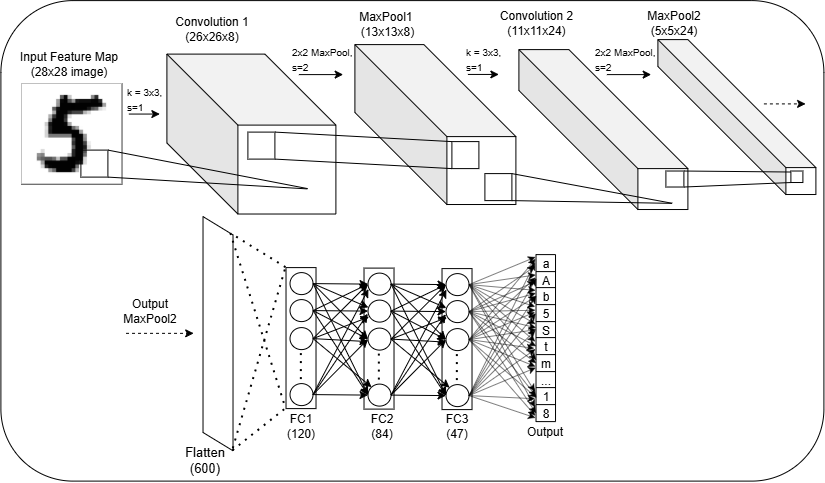 Convolution 1
(26x26x8)
MaxPool1
(13x13x8)
Convolution 2
(11x11x24)
MaxPool2
(5x5x24)
Input Feature Map
(28x28 image)
k = 3x3,
s=1
2x2 MaxPool,
s=2
k = 3x3,
s=1
2x2 MaxPool,
s=2
5
Output
MaxPool2
Flatten
(600)
FC1
(120)
FC2
(84)
FC3
(47)
a
A
b
5
S
t
m
...
1
8
Output